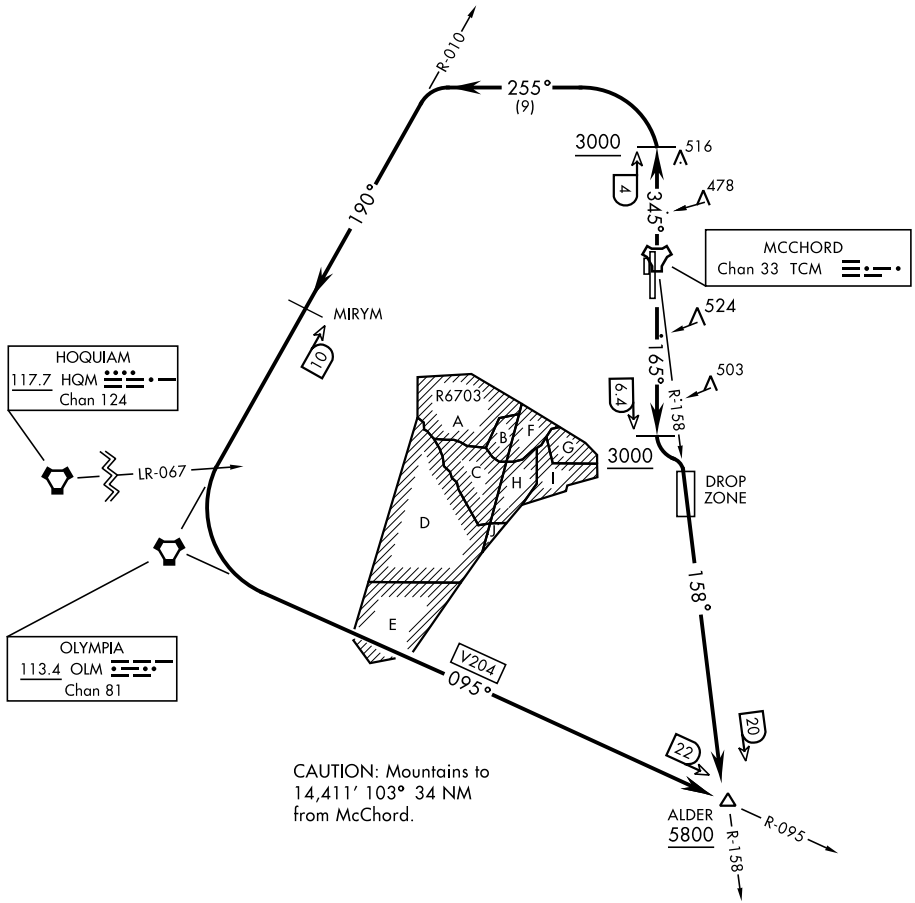 R-010
255°
(9)
3000
516
4
345°
478
190°
MCCHORD
Chan 33 TCM
MIRYM
10
524
165°
R-158
503
6.4
3000
HOQUIAM
117.7 HQM
Chan 124
LR-067
R6703
A
B
F
G
C
H
I
D
J
E
DROP
ZONE
158°
OLYMPIA
113.4 OLM
Chan 81
V204
095°
22
20
CAUTION: Mountains to
14,411' 103° 34 NM
from McChord.
ALDER
5800
R-095
R-158